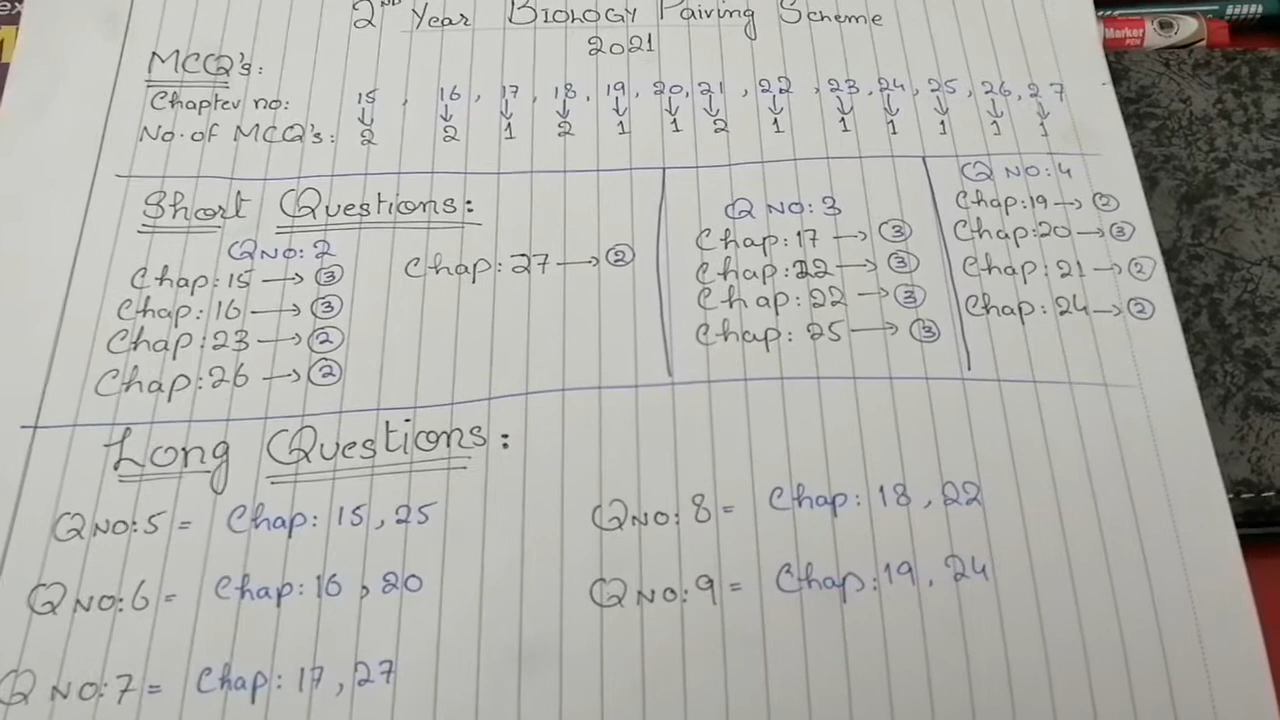 2nd Year Biology Pairing Scheme
2021
MCQ's:
Chapter no: 15, 16, 17, 18, 19, 20, 21, 22, 23, 24, 25, 26, 27
↓ ↓ ↓ ↓ ↓ ↓ ↓ ↓ ↓ ↓ ↓ ↓ ↓
No. of MCQ's: 2 2 1 2 1 1 2 1 1 1 1 1 1
Short Questions:
Q No: 2
Chap: 15 → 3
Chap: 16 → 3
Chap: 23 → 2
Chap: 26 → 2
Chap: 27 → 2
Q No: 3
Chap: 17 → 3
Chap: 22 → 3
Chap: 22 → 3
Chap: 25 → 3
Q No: 4
Chap: 19 → 2
Chap: 20 → 3
Chap: 21 → 2
Chap: 24 → 2
Long Questions:
Q No: 5 = Chap: 15, 25
Q No: 6 = Chap: 16, 20
Q No: 7 = Chap: 17, 27
Q No: 8 = Chap: 18, 22
Q No: 9 = Chap: 19, 24
Marker
PEN